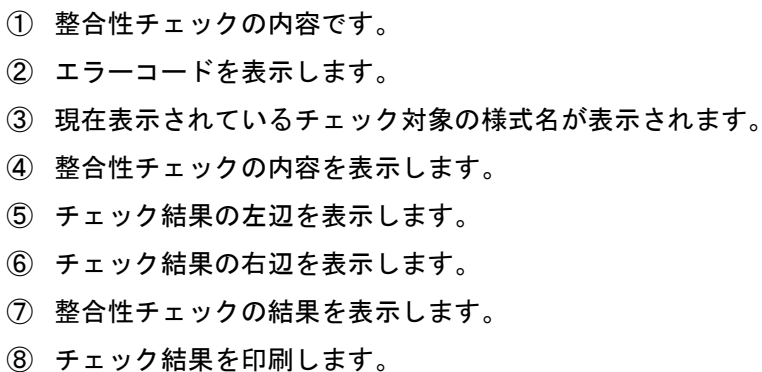 ① 整合性チェックの内容です。
② エラーコードを表示します。
③ 現在表示されているチェック対象の様式名が表示されます。
④ 整合性チェックの内容を表示します。
⑤ チェック結果の左辺を表示します。
⑥ チェック結果の右辺を表示します。
⑦ 整合性チェックの結果を表示します。
⑧ チェック結果を印刷します。